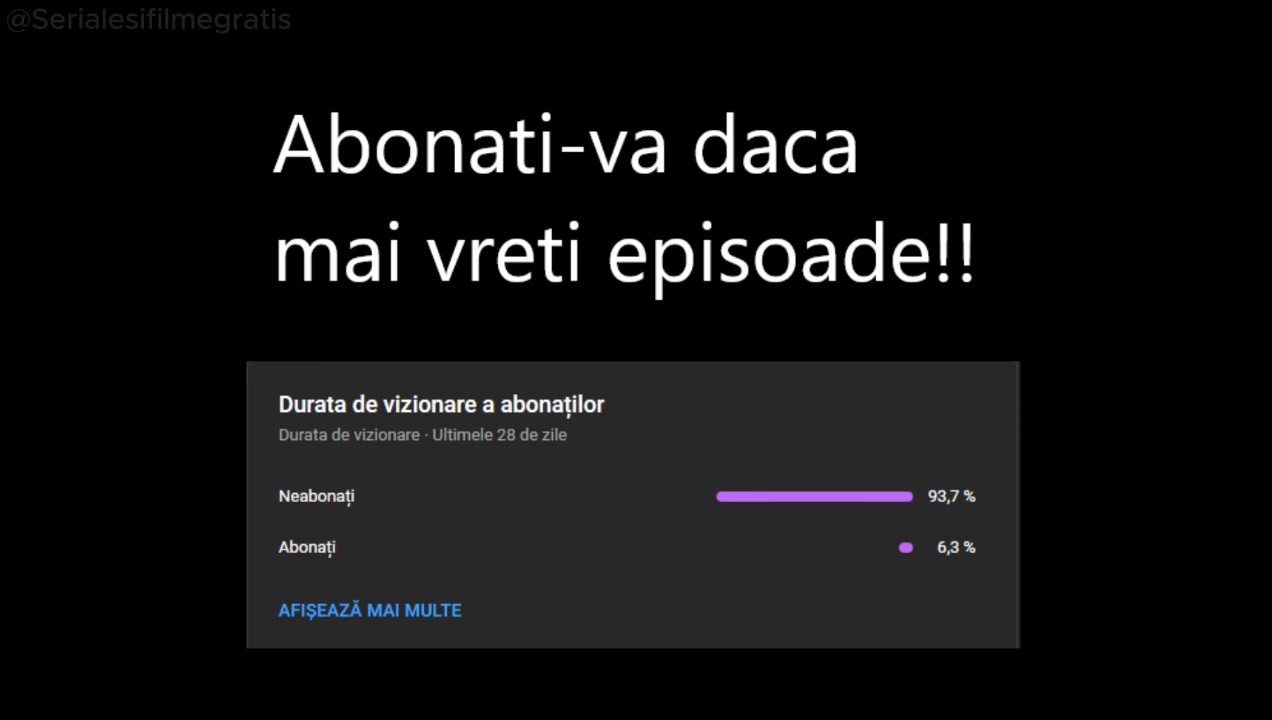 @Serialesifilmegratis
Abonati-va daca
mai vreti episoade!!
Durata de vizionare a abonaților
Durata de vizionare · Ultimele 28 de zile
Neabonați 93,7 %
Abonați 6,3 %
AFIȘEAZĂ MAI MULTE